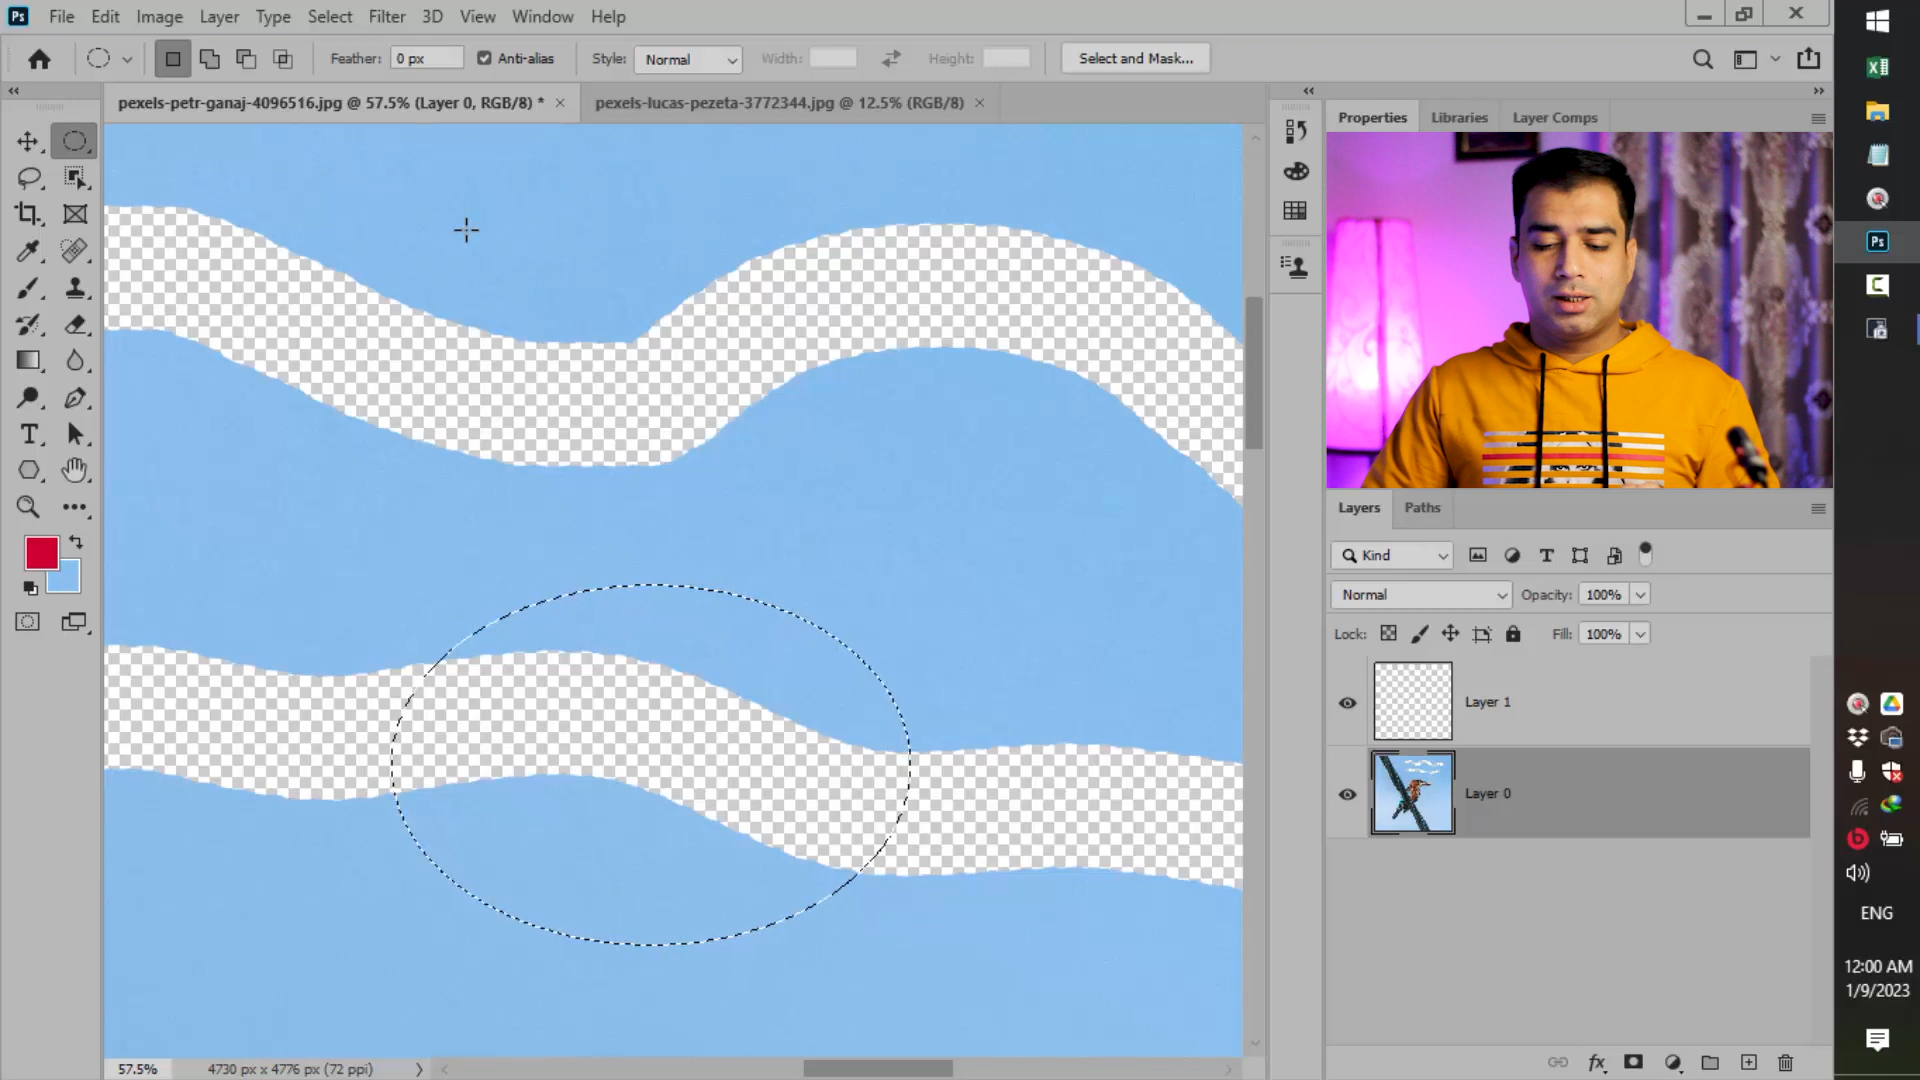 Ps File Edit Image Layer Type Select Filter 3D View Window Help
Feather: 0 px Anti-alias Style: Normal Width: Height: Select and Mask...
pexels-petr-ganaj-4096516.jpg @ 57.5% (Layer 0, RGB/8) * × pexels-lucas-pezeta-3772344.jpg @ 12.5% (RGB/8) ×
Properties Libraries Layer Comps
Layers Paths
Kind
Normal Opacity: 100%
Lock: Fill: 100%
Layer 1
Layer 0
fx
57.5% 4730 px x 4776 px (72 ppi)
Ps
ENG
12:00 AM
1/9/2023